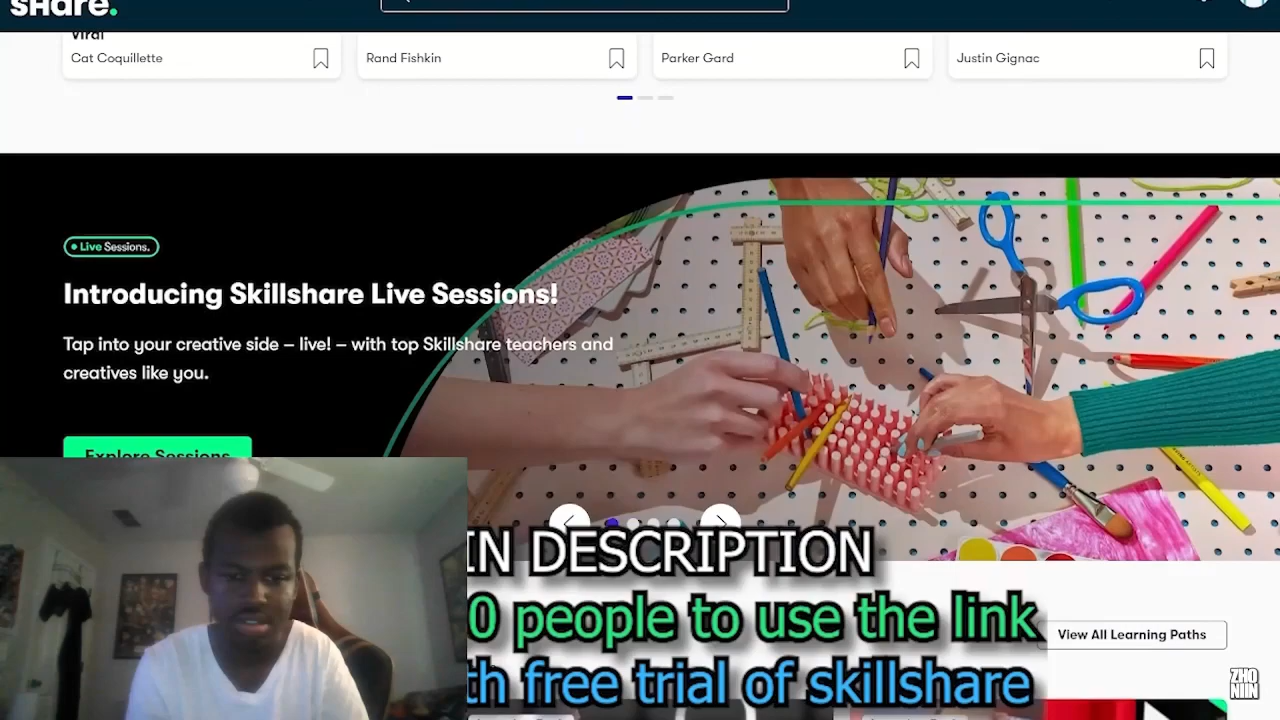 sHare.
Viral
Cat Coquillette
Rand Fishkin
Parker Gard
Justin Gignac
Live Sessions.
Introducing Skillshare Live Sessions!
Tap into your creative side – live! – with top Skillshare teachers and
creatives like you.
Explore Sessions
IN DESCRIPTION
0 people to use the link
th free trial of skillshare
View All Learning Paths
ZHO
NIIN